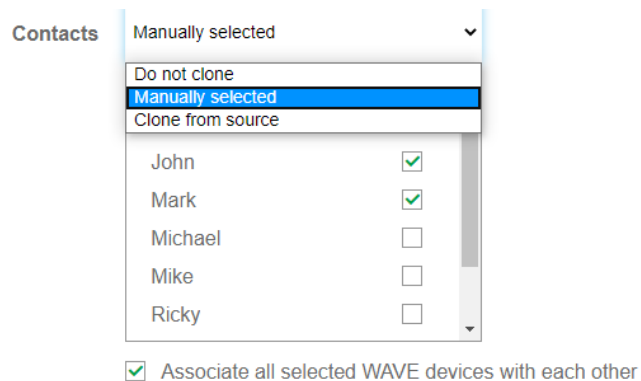 Contacts Manually selected
Do not clone
Manually selected
Clone from source
John
Mark
Michael
Mike
Ricky
Associate all selected WAVE devices with each other